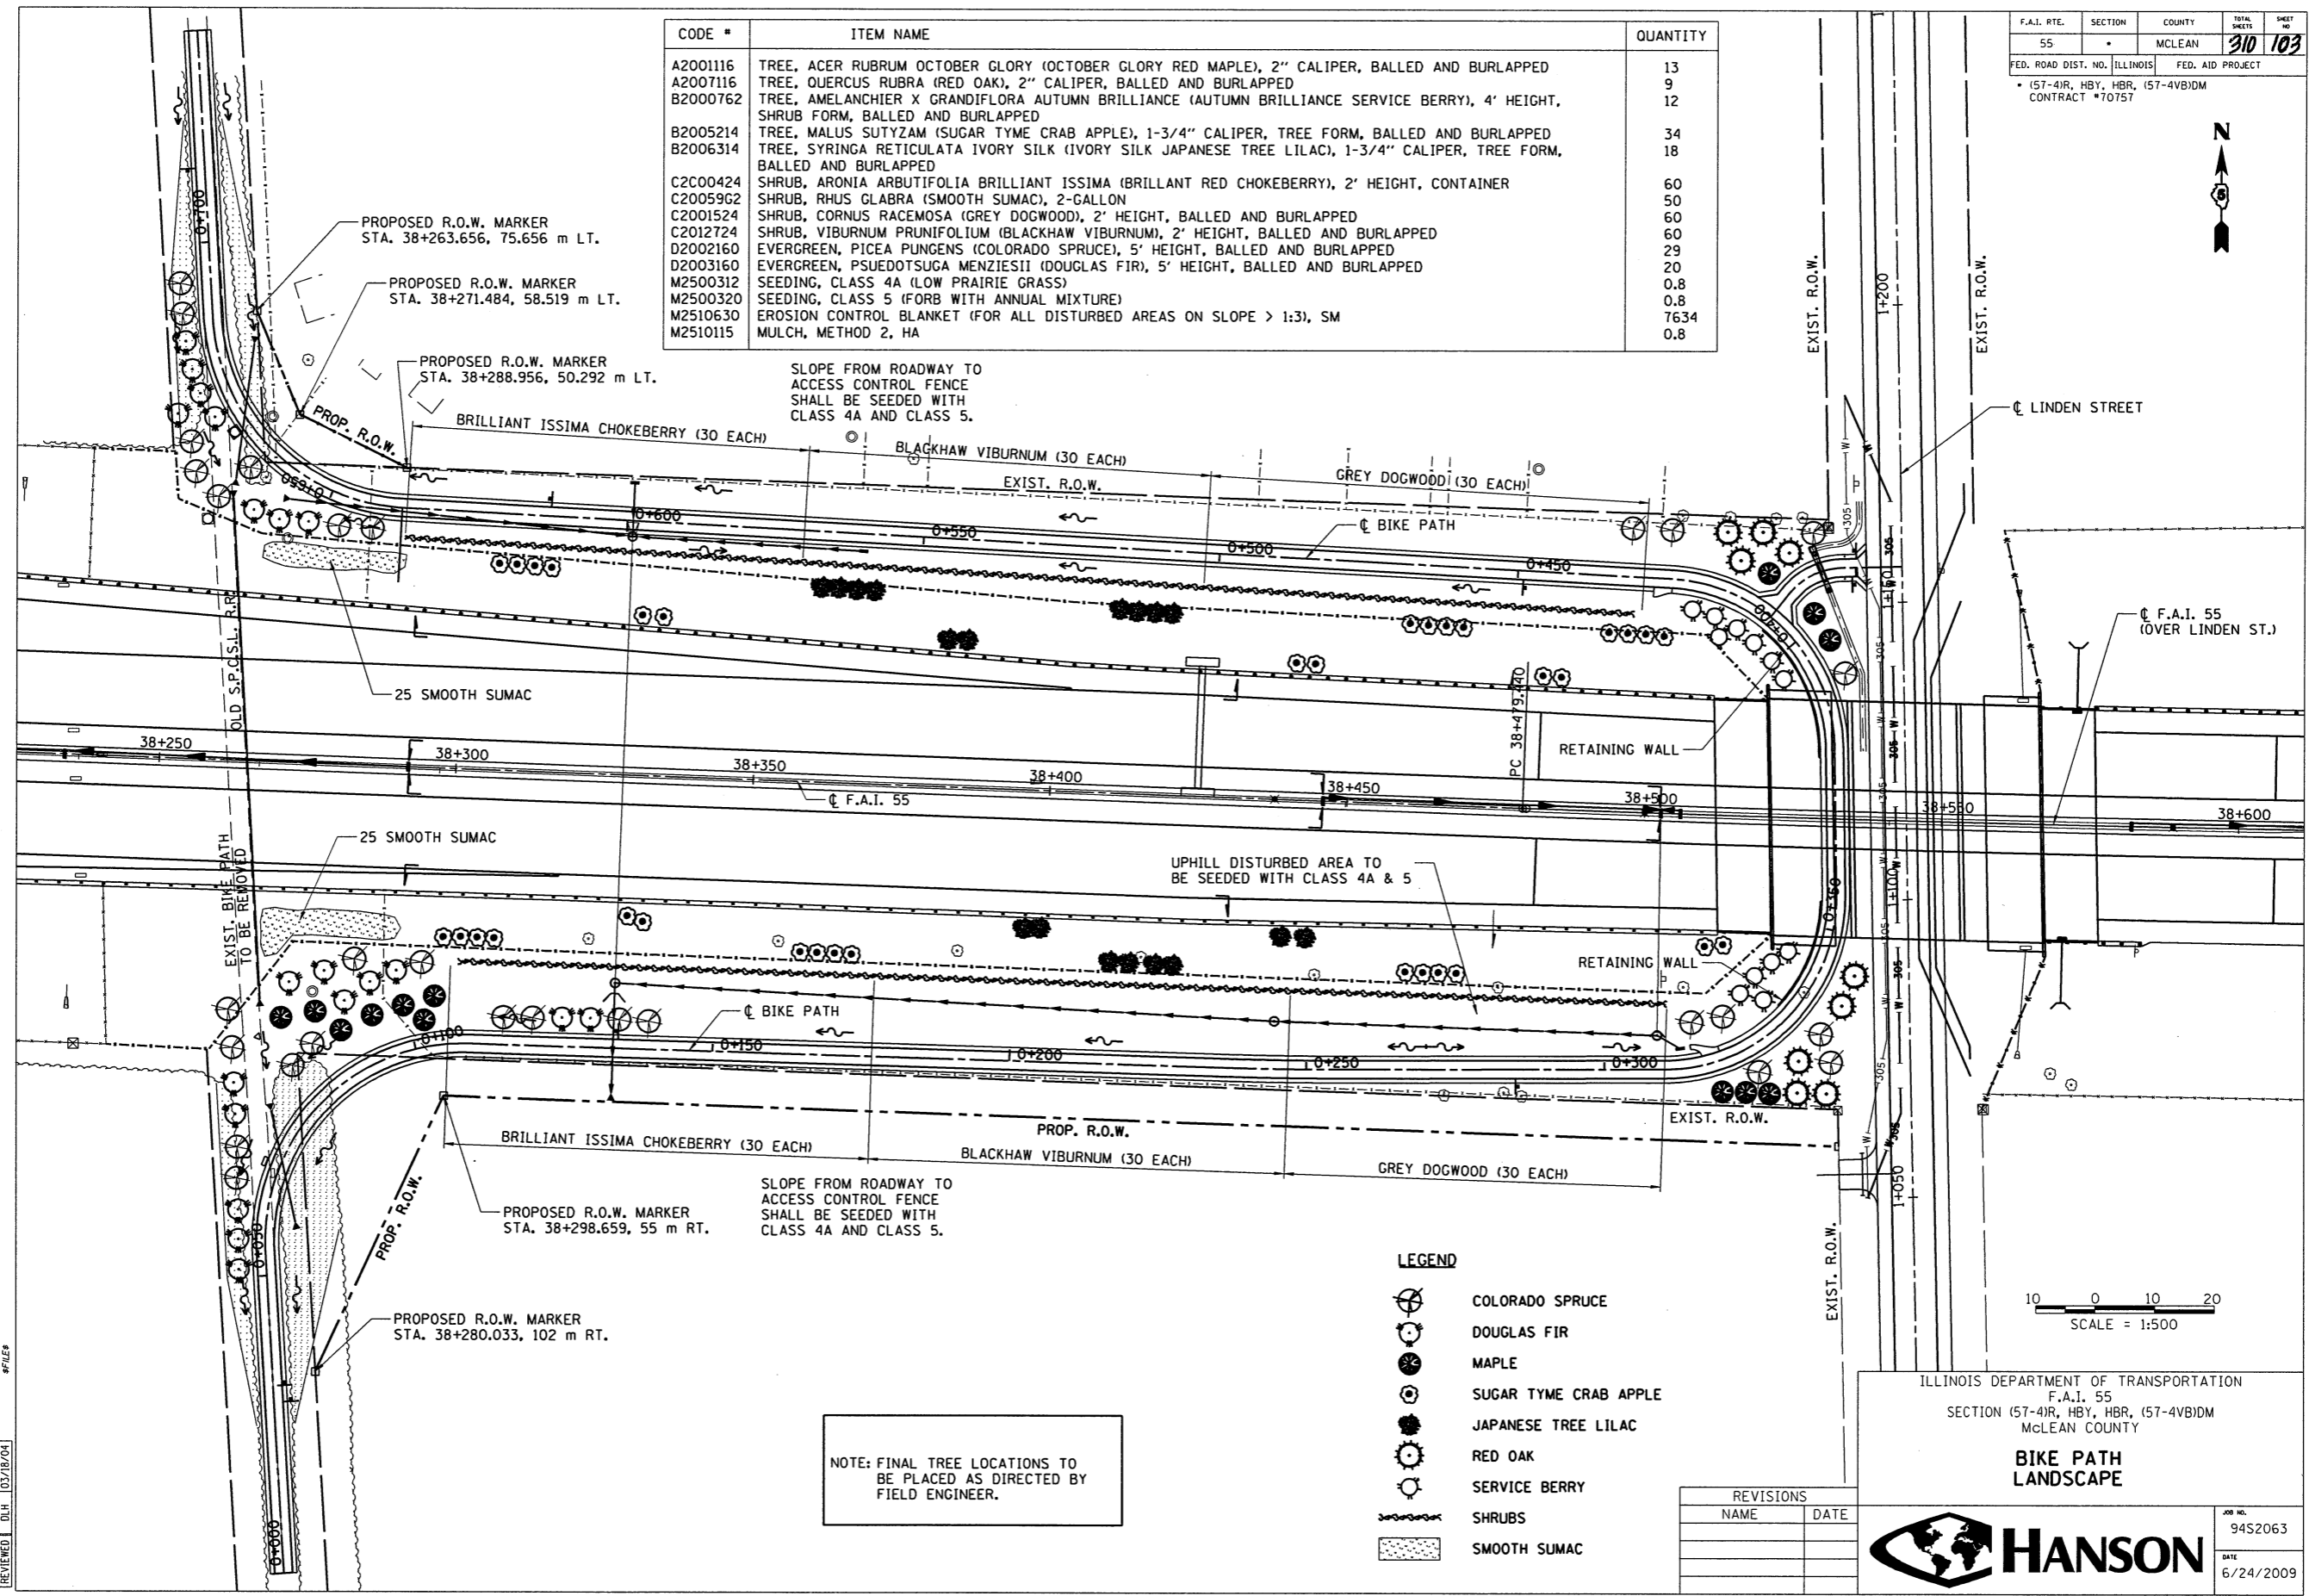 CODE # ITEM NAME QUANTITY
A2001116 TREE, ACER RUBRUM OCTOBER GLORY (OCTOBER GLORY RED MAPLE), 2" CALIPER, BALLED AND BURLAPPED 13
A2007116 TREE, QUERCUS RUBRA (RED OAK), 2" CALIPER, BALLED AND BURLAPPED 9
B2000762 TREE, AMELANCHIER X GRANDIFLORA AUTUMN BRILLIANCE (AUTUMN BRILLIANCE SERVICE BERRY), 4' HEIGHT, 12
SHRUB FORM, BALLED AND BURLAPPED
B2005214 TREE, MALUS SUTYZAM (SUGAR TYME CRAB APPLE), 1-3/4" CALIPER, TREE FORM, BALLED AND BURLAPPED 34
B2006314 TREE, SYRINGA RETICULATA IVORY SILK (IVORY SILK JAPANESE TREE LILAC), 1-3/4" CALIPER, TREE FORM, 18
BALLED AND BURLAPPED
C2C00424 SHRUB, ARONIA ARBUTIFOLIA BRILLIANT ISSIMA (BRILLANT RED CHOKEBERRY), 2' HEIGHT, CONTAINER 60
C20059G2 SHRUB, RHUS GLABRA (SMOOTH SUMAC), 2-GALLON 50
C2001524 SHRUB, CORNUS RACEMOSA (GREY DOGWOOD), 2' HEIGHT, BALLED AND BURLAPPED 60
C2012724 SHRUB, VIBURNUM PRUNIFOLIUM (BLACKHAW VIBURNUM), 2' HEIGHT, BALLED AND BURLAPPED 60
D2002160 EVERGREEN, PICEA PUNGENS (COLORADO SPRUCE), 5' HEIGHT, BALLED AND BURLAPPED 29
D2003160 EVERGREEN, PSUEDOTSUGA MENZIESII (DOUGLAS FIR), 5' HEIGHT, BALLED AND BURLAPPED 20
M2500312 SEEDING, CLASS 4A (LOW PRAIRIE GRASS) 0.8
M2500320 SEEDING, CLASS 5 (FORB WITH ANNUAL MIXTURE) 0.8
M2510630 EROSION CONTROL BLANKET (FOR ALL DISTURBED AREAS ON SLOPE > 1:3), SM 7634
M2510115 MULCH, METHOD 2, HA 0.8
F.A.I. RTE. SECTION COUNTY TOTAL SHEETS SHEET NO
55 * MCLEAN 310 103
FED. ROAD DIST. NO. ILLINOIS FED. AID PROJECT
* (57-4)R, HBY, HBR, (57-4VB)DM
CONTRACT #70757
N
5
PROPOSED R.O.W. MARKER
STA. 38+263.656, 75.656 m LT.
PROPOSED R.O.W. MARKER
STA. 38+271.484, 58.519 m LT.
PROPOSED R.O.W. MARKER
STA. 38+288.956, 50.292 m LT.
SLOPE FROM ROADWAY TO
ACCESS CONTROL FENCE
SHALL BE SEEDED WITH
CLASS 4A AND CLASS 5.
0+700
PROP. R.O.W.
BRILLIANT ISSIMA CHOKEBERRY (30 EACH)
BLACKHAW VIBURNUM (30 EACH)
GREY DOGWOOD (30 EACH)
EXIST. R.O.W.
EXIST. R.O.W.
EXIST. R.O.W.
1+200
℄ LINDEN STREET
0+650
0+600
0+550
0+500
0+450
0+400
℄ BIKE PATH
305
305
1+150
℄ F.A.I. 55
(OVER LINDEN ST.)
OLD S.P.C.S.L. R.R.
25 SMOOTH SUMAC
RETAINING WALL
PC 38+479.440
38+250
38+300
38+350
38+400
38+450
38+500
38+550
38+600
℄ F.A.I. 55
25 SMOOTH SUMAC
EXIST. BIKE PATH
TO BE REMOVED
UPHILL DISTURBED AREA TO
BE SEEDED WITH CLASS 4A & 5
0+350
1+100
305
RETAINING WALL
℄ BIKE PATH
0+100
0+150
0+200
0+250
0+300
PROP. R.O.W.
EXIST. R.O.W.
BRILLIANT ISSIMA CHOKEBERRY (30 EACH)
BLACKHAW VIBURNUM (30 EACH)
GREY DOGWOOD (30 EACH)
305
1+050
PROP. R.O.W.
PROPOSED R.O.W. MARKER
STA. 38+298.659, 55 m RT.
SLOPE FROM ROADWAY TO
ACCESS CONTROL FENCE
SHALL BE SEEDED WITH
CLASS 4A AND CLASS 5.
0+050
PROPOSED R.O.W. MARKER
STA. 38+280.033, 102 m RT.
0+000
EXIST. R.O.W.
LEGEND
COLORADO SPRUCE
DOUGLAS FIR
MAPLE
SUGAR TYME CRAB APPLE
JAPANESE TREE LILAC
RED OAK
SERVICE BERRY
SHRUBS
SMOOTH SUMAC
NOTE: FINAL TREE LOCATIONS TO
BE PLACED AS DIRECTED BY
FIELD ENGINEER.
10 0 10 20
SCALE = 1:500
ILLINOIS DEPARTMENT OF TRANSPORTATION
F.A.I. 55
SECTION (57-4)R, HBY, HBR, (57-4VB)DM
McLEAN COUNTY
BIKE PATH
LANDSCAPE
REVISIONS
NAME DATE
HANSON
JOB NO.
94S2063
DATE
6/24/2009
$FILE$
REVIEWED DLH 03/18/04